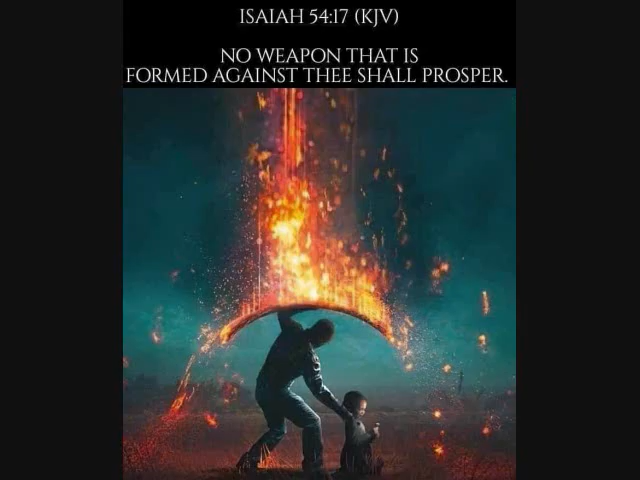 ISAIAH 54:17 (KJV)
NO WEAPON THAT IS
FORMED AGAINST THEE SHALL PROSPER.